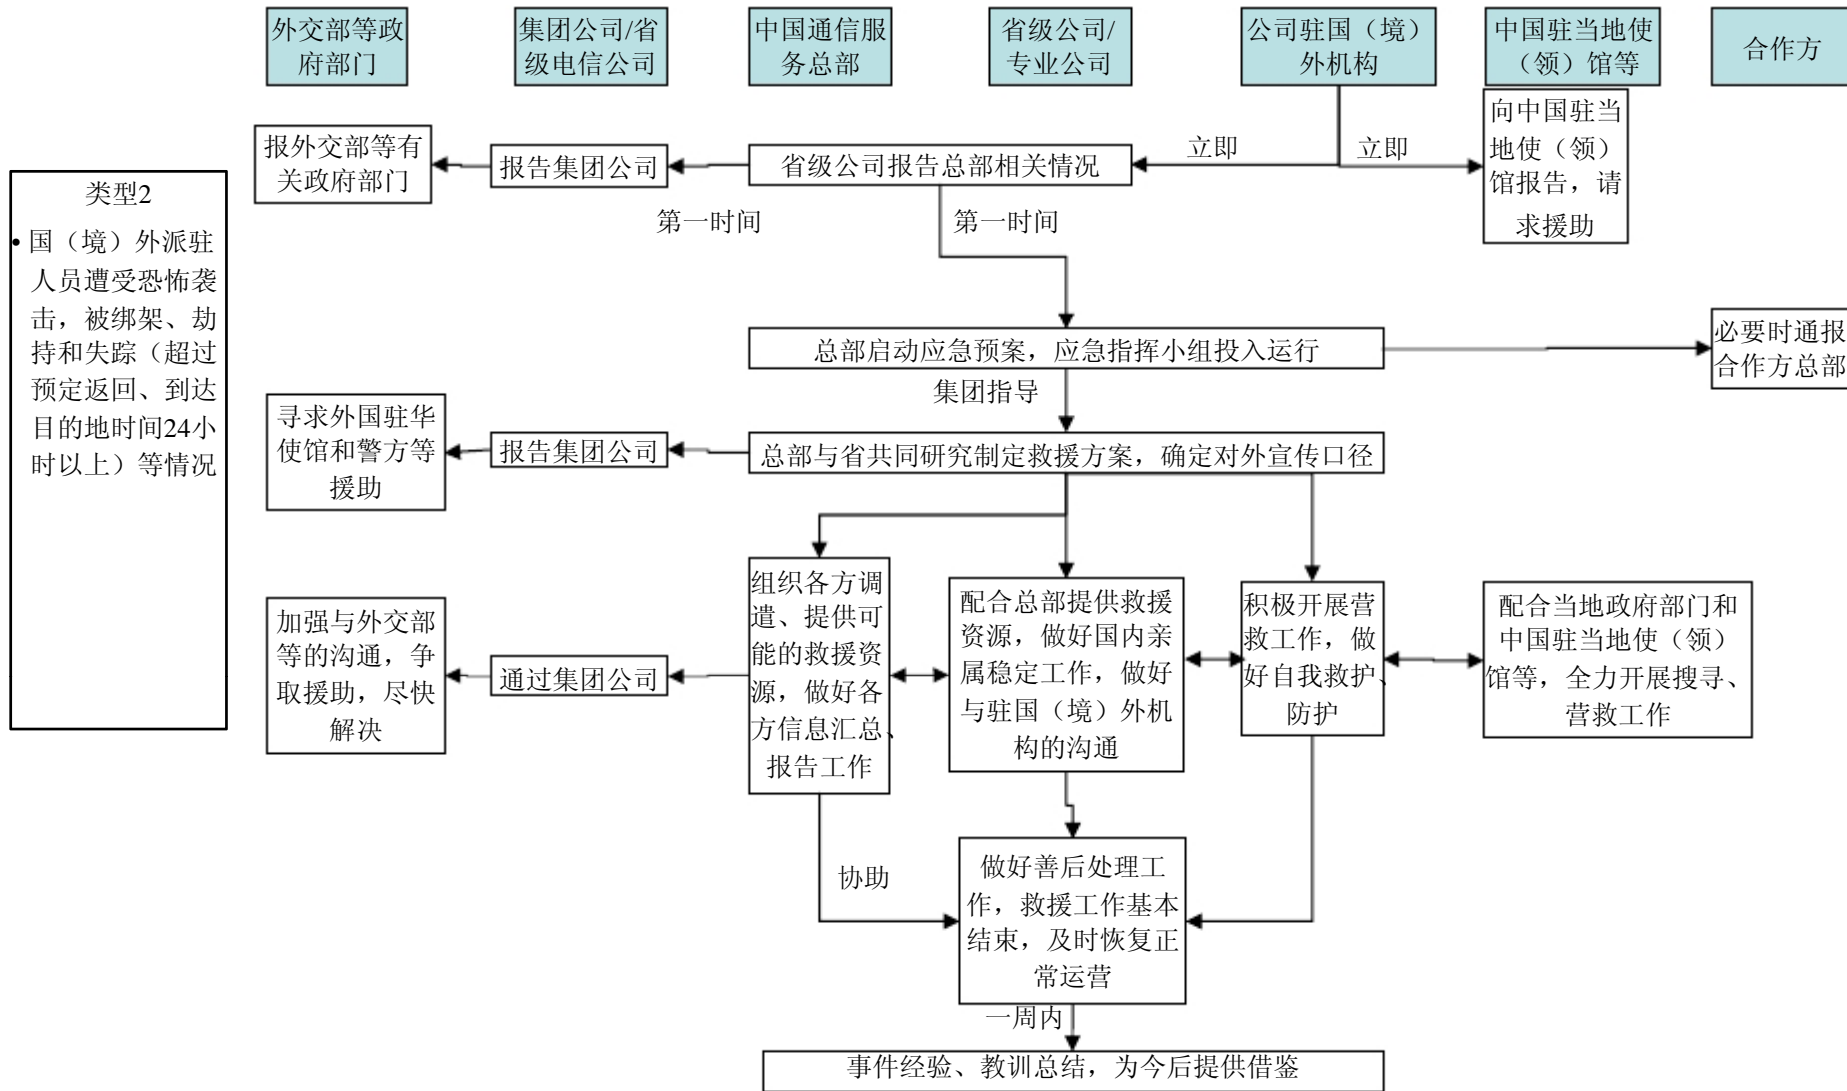 外交部等政
府部门
集团公司/省
级电信公司
中国通信服
务总部
省级公司/
专业公司
公司驻国（境）
外机构
中国驻当地使
（领）馆等
合作方
类型2
• 国（境）外派驻
人员遭受恐怖袭
击，被绑架、劫
持和失踪（超过
预定返回、到达
目的地时间24小
时以上）等情况
报外交部等有
关政府部门
报告集团公司
省级公司报告总部相关情况
立即
立即
向中国驻当
地使（领）
馆报告，请
求援助
第一时间
第一时间
总部启动应急预案，应急指挥小组投入运行
必要时通报
合作方总部
集团指导
寻求外国驻华
使馆和警方等
援助
报告集团公司
总部与省共同研究制定救援方案，确定对外宣传口径
加强与外交部
等的沟通，争
取援助，尽快
解决
通过集团公司
组织各方调
遣、提供可
能的救援资
源，做好各
方信息汇总、
报告工作
配合总部提供救援
资源，做好国内亲
属稳定工作，做好
与驻国（境）外机
构的沟通
积极开展营
救工作，做
好自我救护、
防护
配合当地政府部门和
中国驻当地使（领）
馆等，全力开展搜寻、
营救工作
协助
做好善后处理工
作，救援工作基本
结束，及时恢复正
常运营
一周内
事件经验、教训总结，为今后提供借鉴